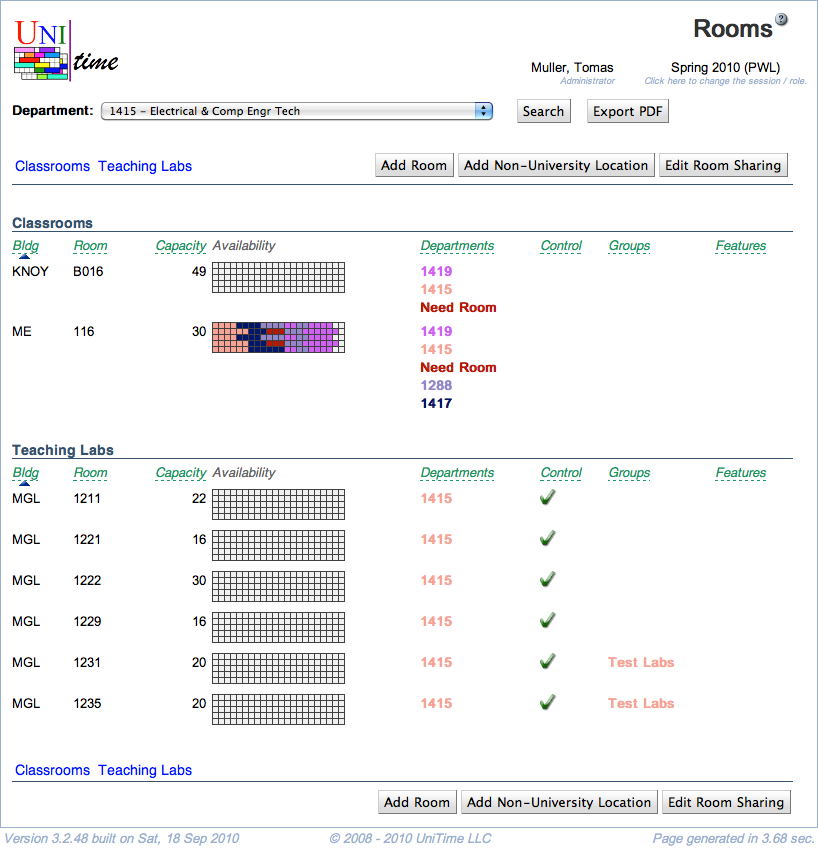 UNI Rooms ?
time
Muller, Tomas Spring 2010 (PWL)
Administrator Click here to change the session / role.
Department: 1415 - Electrical & Comp Engr Tech Search Export PDF
Classrooms Teaching Labs Add Room Add Non-University Location Edit Room Sharing
Classrooms
Bldg Room Capacity Availability Departments Control Groups Features
KNOY B016 49 1419
1415
Need Room
ME 116 30 1419
1415
Need Room
1288
1417
Teaching Labs
Bldg Room Capacity Availability Departments Control Groups Features
MGL 1211 22 1415
MGL 1221 16 1415
MGL 1222 30 1415
MGL 1229 16 1415
MGL 1231 20 1415 Test Labs
MGL 1235 20 1415 Test Labs
Classrooms Teaching Labs
Add Room Add Non-University Location Edit Room Sharing
Version 3.2.48 built on Sat, 18 Sep 2010 © 2008 - 2010 UniTime LLC Page generated in 3.68 sec.